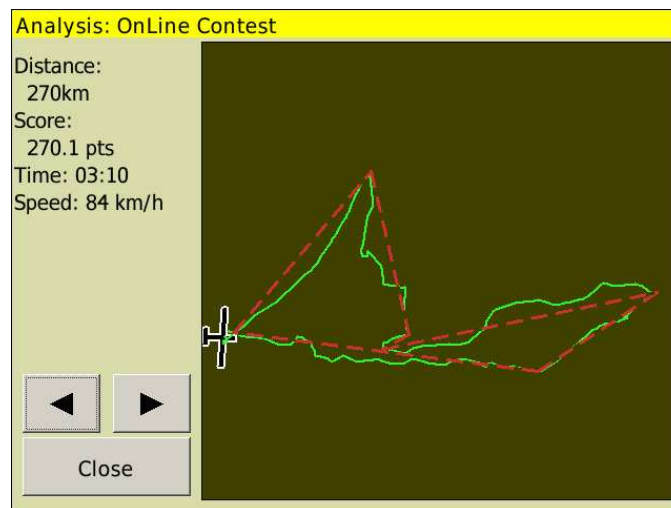 Analysis: OnLine Contest
Distance:
270km
Score:
270.1 pts
Time: 03:10
Speed: 84 km/h
Close